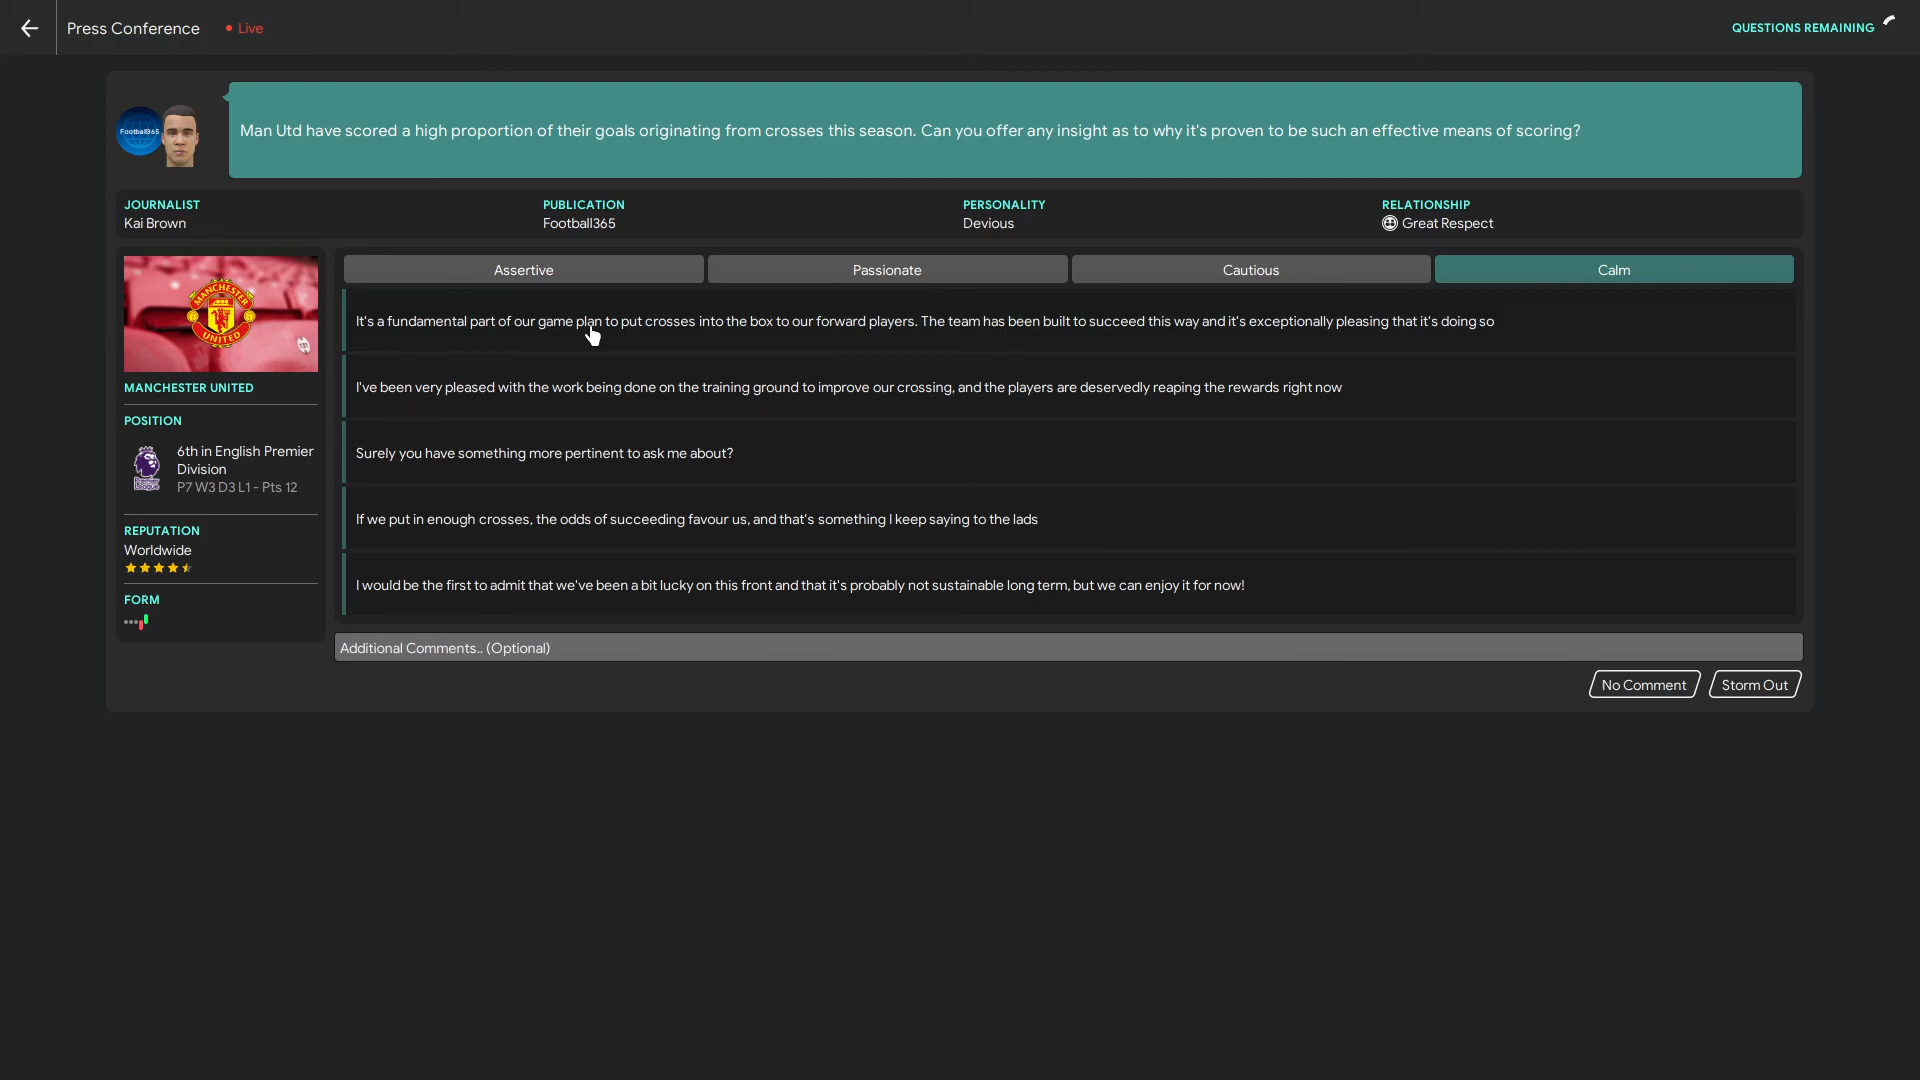 Press Conference
Live
QUESTIONS REMAINING
Football365
Man Utd have scored a high proportion of their goals originating from crosses this season. Can you offer any insight as to why it's proven to be such an effective means of scoring?
JOURNALIST
Kai Brown
PUBLICATION
Football365
PERSONALITY
Devious
RELATIONSHIP
Great Respect
MANCHESTER
UNITED
MANCHESTER UNITED
POSITION
6th in English Premier
Division
P7 W3 D3 L1 - Pts 12
REPUTATION
Worldwide
FORM
Assertive
Passionate
Cautious
Calm
It's a fundamental part of our game plan to put crosses into the box to our forward players. The team has been built to succeed this way and it's exceptionally pleasing that it's doing so
I've been very pleased with the work being done on the training ground to improve our crossing, and the players are deservedly reaping the rewards right now
Surely you have something more pertinent to ask me about?
If we put in enough crosses, the odds of succeeding favour us, and that's something I keep saying to the lads
I would be the first to admit that we've been a bit lucky on this front and that it's probably not sustainable long term, but we can enjoy it for now!
Additional Comments.. (Optional)
No Comment
Storm Out